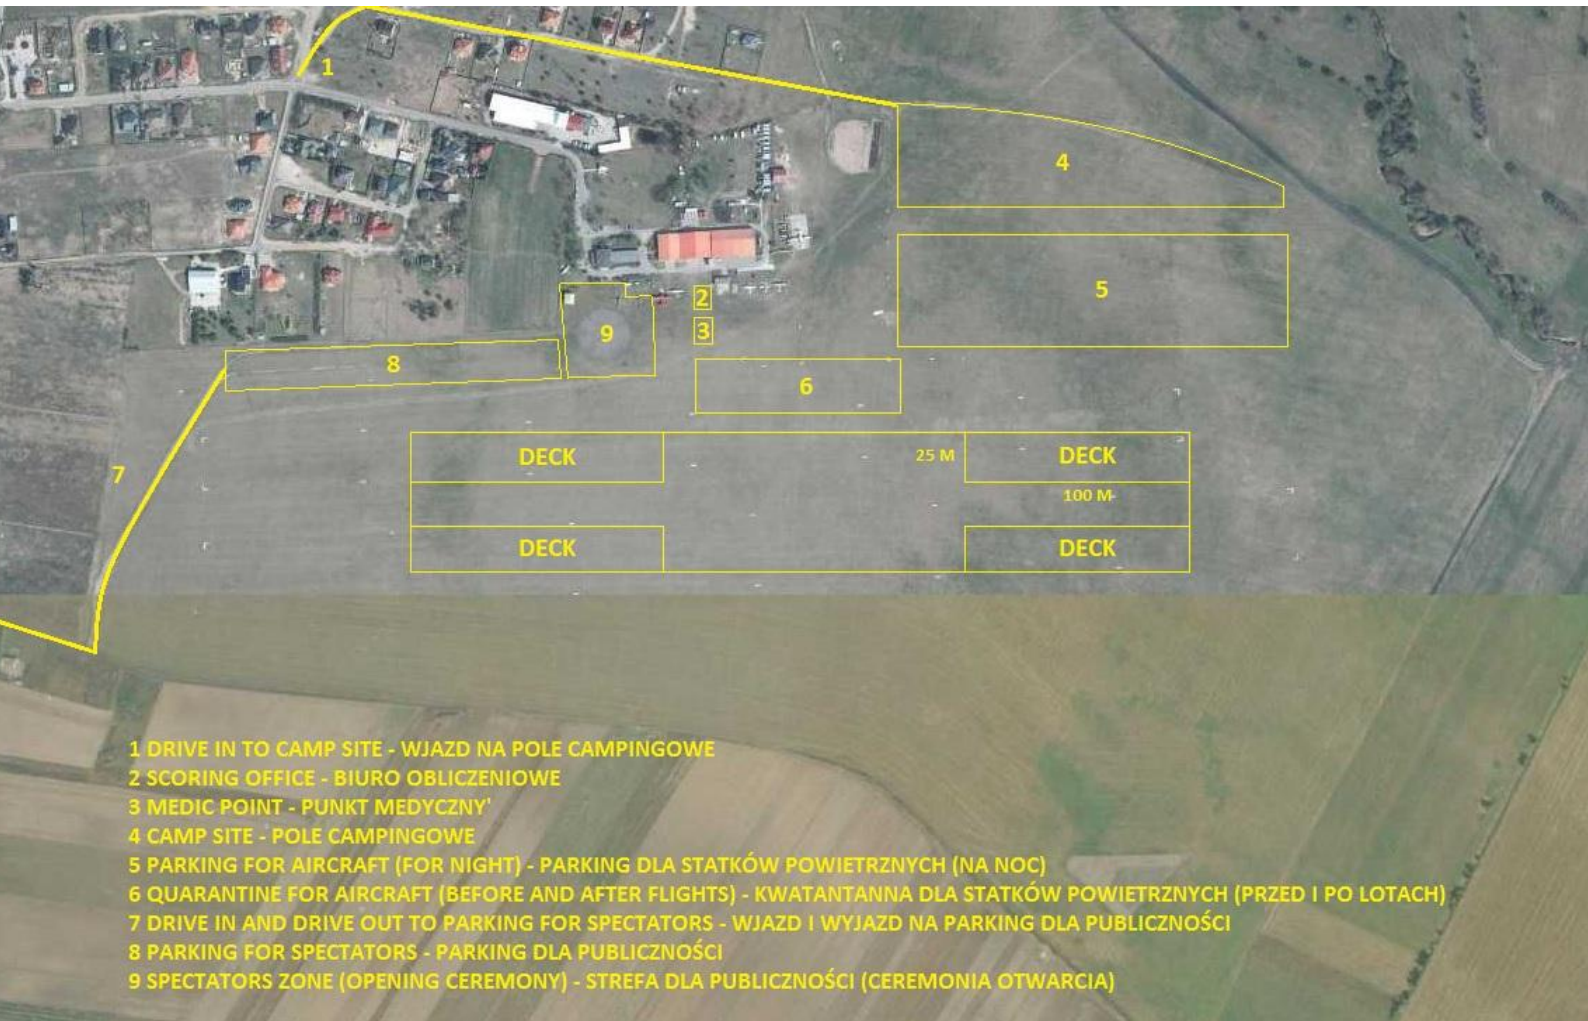 1
4
5
2
3
9
8
6
7
DECK
25 M
DECK
100 M
DECK
DECK
1 DRIVE IN TO CAMP SITE - WJAZD NA POLE CAMPINGOWE
2 SCORING OFFICE - BIURO OBLICZENIOWE
3 MEDIC POINT - PUNKT MEDYCZNY'
4 CAMP SITE - POLE CAMPINGOWE
5 PARKING FOR AIRCRAFT (FOR NIGHT) - PARKING DLA STATKÓW POWIETRZNYCH (NA NOC)
6 QUARANTINE FOR AIRCRAFT (BEFORE AND AFTER FLIGHTS) - KWATANTANNA DLA STATKÓW POWIETRZNYCH (PRZED I PO LOTACH)
7 DRIVE IN AND DRIVE OUT TO PARKING FOR SPECTATORS - WJAZD I WYJAZD NA PARKING DLA PUBLICZNOŚCI
8 PARKING FOR SPECTATORS - PARKING DLA PUBLICZNOŚCI
9 SPECTATORS ZONE (OPENING CEREMONY) - STREFA DLA PUBLICZNOŚCI (CEREMONIA OTWARCIA)